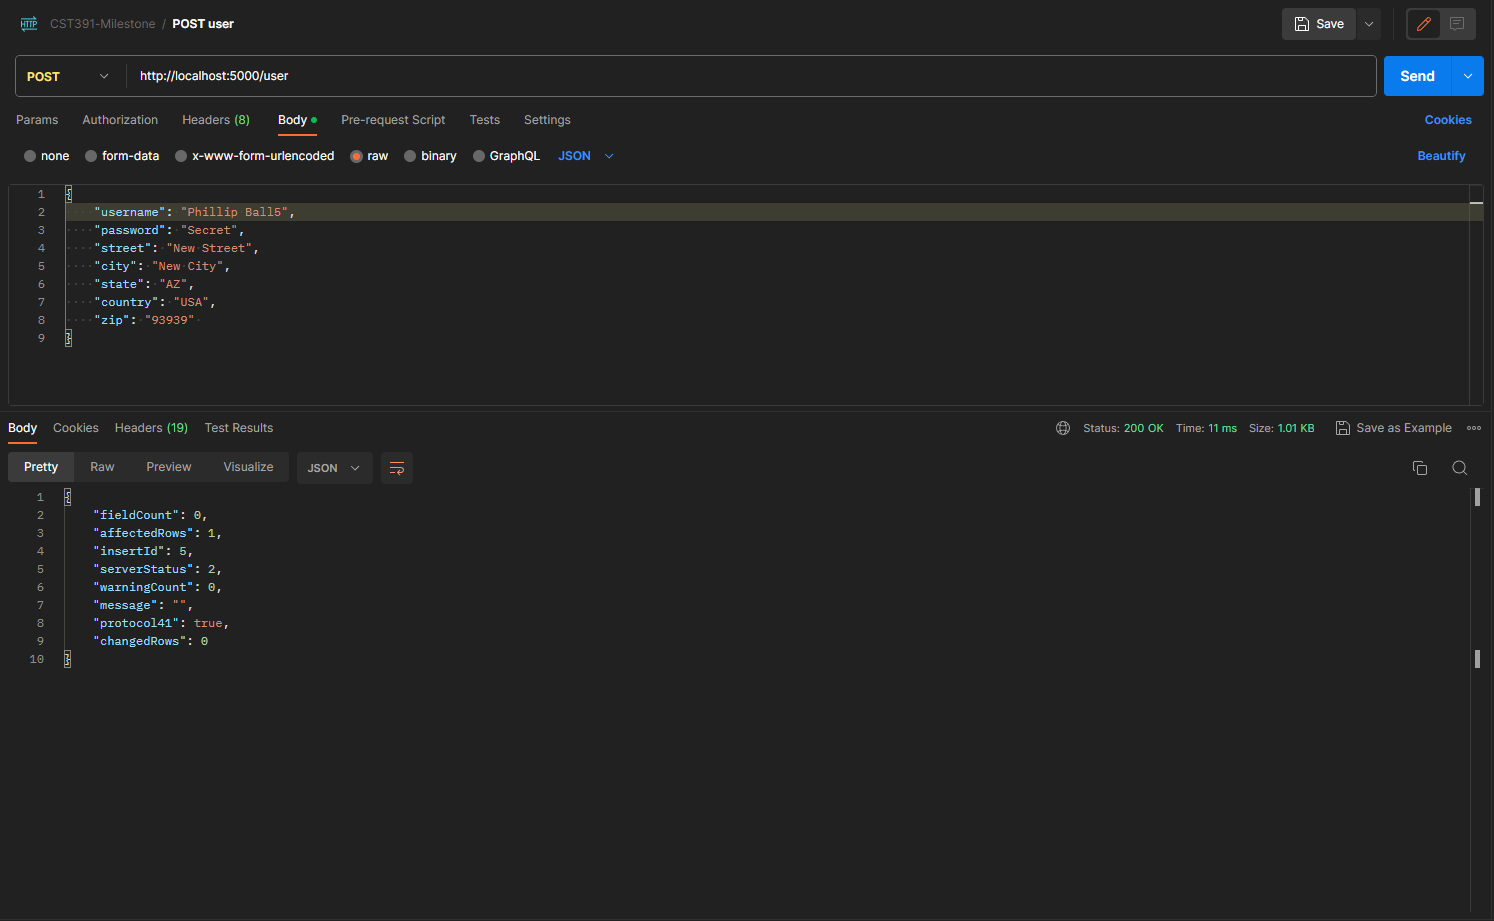 HTTP CST391-Milestone / POST user Save
POST http://localhost:5000/user Send
Params Authorization Headers (8) Body Pre-request Script Tests Settings Cookies
none form-data x-www-form-urlencoded raw binary GraphQL JSON Beautify
1 {
2 "username": "Phillip Ball5",
3 "password": "Secret",
4 "street": "New Street",
5 "city": "New City",
6 "state": "AZ",
7 "country": "USA",
8 "zip": "93939"
9 }
Body Cookies Headers (19) Test Results Status: 200 OK Time: 11 ms Size: 1.01 KB Save as Example
Pretty Raw Preview Visualize JSON
1 {
2 "fieldCount": 0,
3 "affectedRows": 1,
4 "insertId": 5,
5 "serverStatus": 2,
6 "warningCount": 0,
7 "message": "",
8 "protocol41": true,
9 "changedRows": 0
10 }